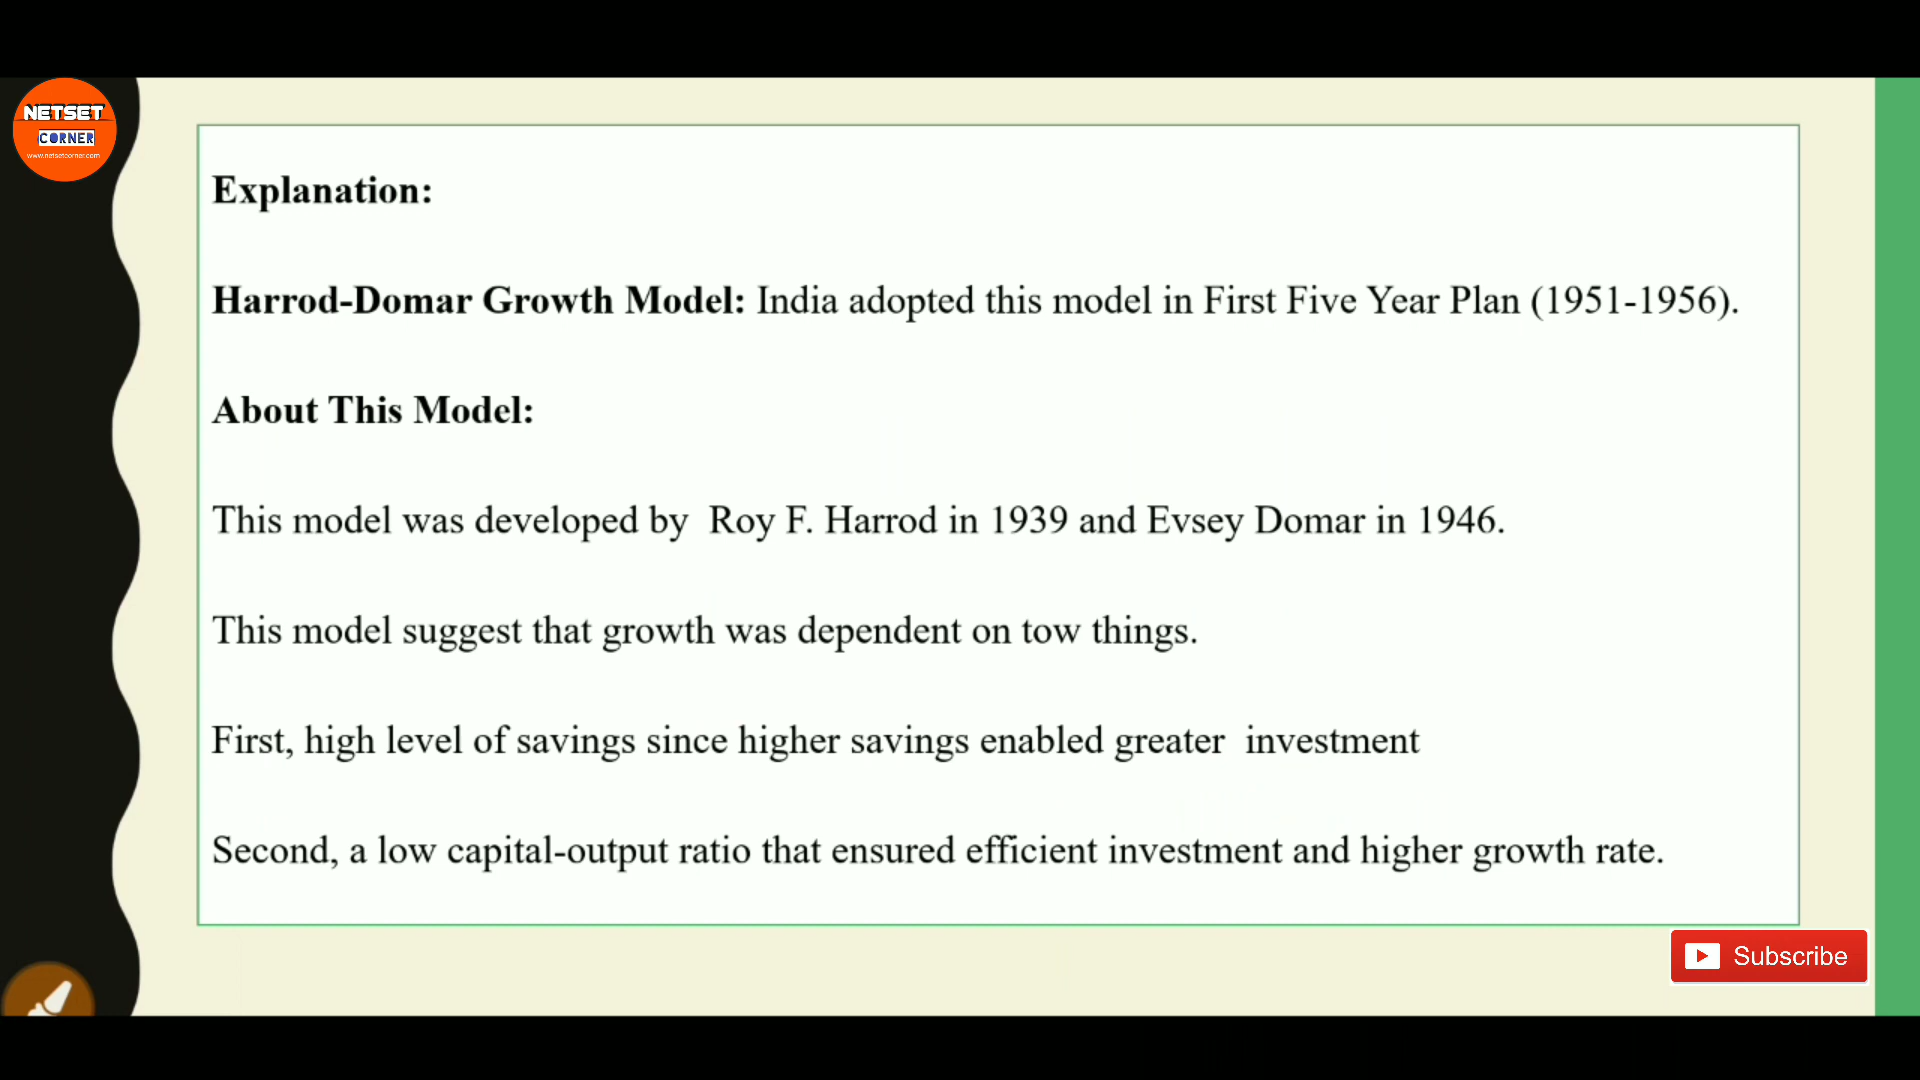 NETSET
CORNER
www.netsetcorner.com
Explanation:
Harrod-Domar Growth Model: India adopted this model in First Five Year Plan (1951-1956).
About This Model:
This model was developed by  Roy F. Harrod in 1939 and Evsey Domar in 1946.
This model suggest that growth was dependent on tow things.
First, high level of savings since higher savings enabled greater  investment
Second, a low capital-output ratio that ensured efficient investment and higher growth rate.
Subscribe